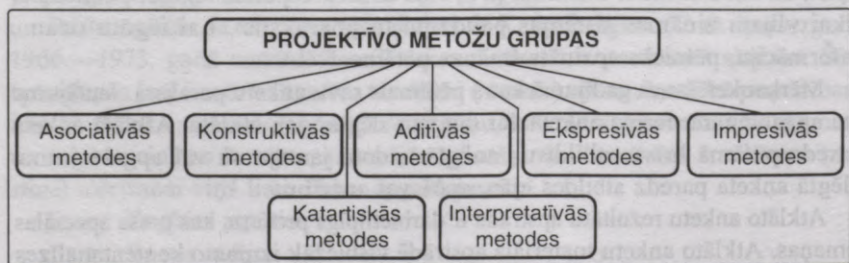 PROJEKTĪVO METOŽU GRUPAS
Asociatīvās metodes
Konstruktīvās metodes
Aditīvās metodes
Ekspresīvās metodes
Impresīvās metodes
Katartiskās metodes
Interpretatīvās metodes